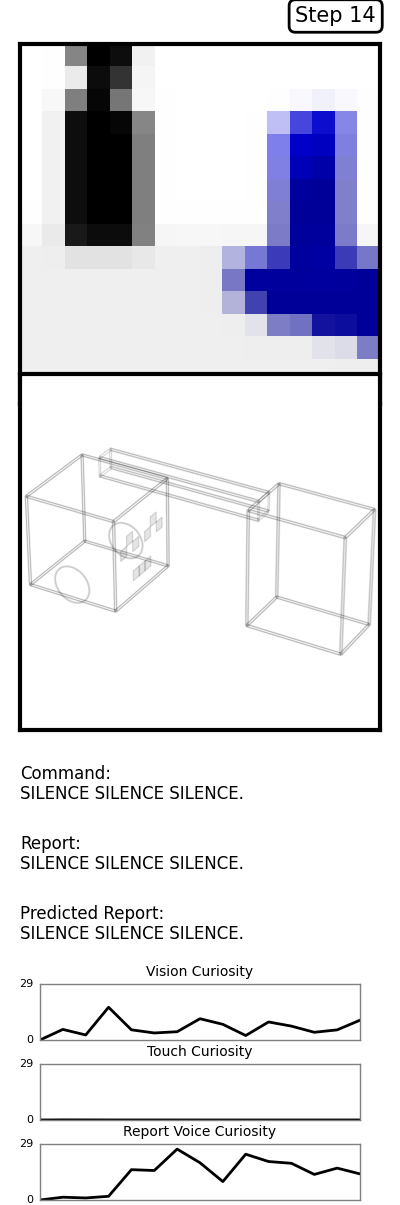 Step 14
Command:
SILENCE SILENCE SILENCE.
Report:
SILENCE SILENCE SILENCE.
Predicted Report:
SILENCE SILENCE SILENCE.
Vision Curiosity
29
0
Touch Curiosity
29
0
Report Voice Curiosity
29
0